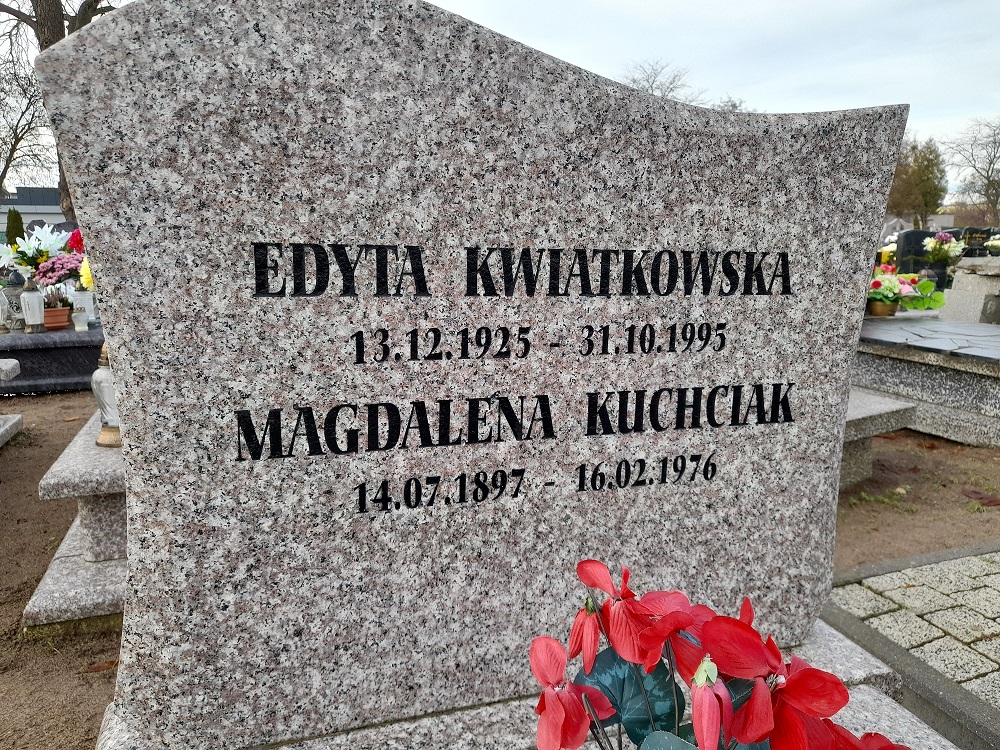 EDYTA KWIATKOWSKA
13.12.1925 - 31.10.1995
MAGDALENA KUCHCIAK
14.07.1897 - 16.02.1976